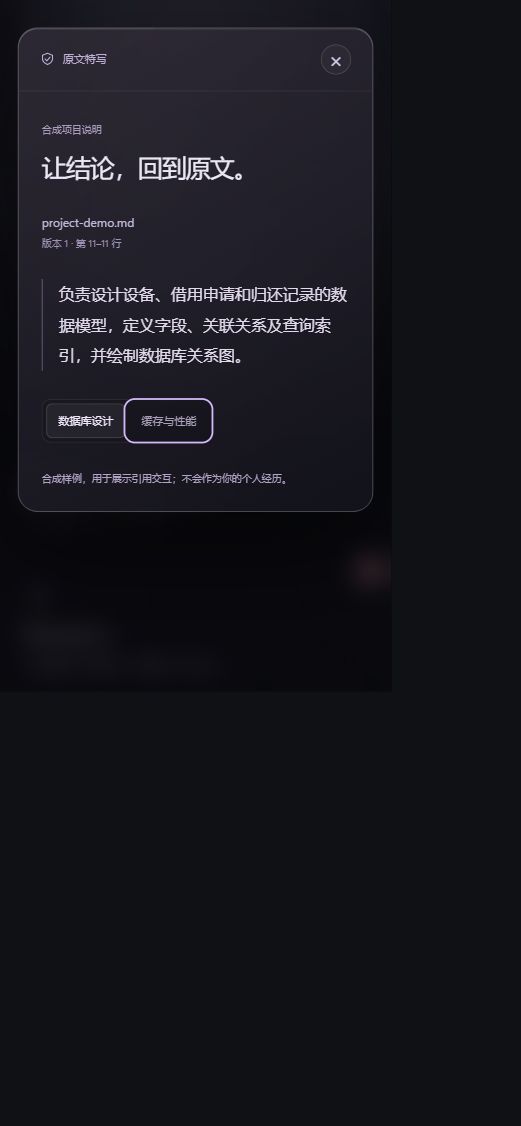 原文特写
合成项目说明
让结论，回到原文。
project-demo.md
版本 1 · 第 11–11 行
负责设计设备、借用申请和归还记录的数
据模型，定义字段、关联关系及查询索
引，并绘制数据库关系图。
数据库设计 缓存与性能
合成样例，用于展示引用交互；不会作为你的个人经历。